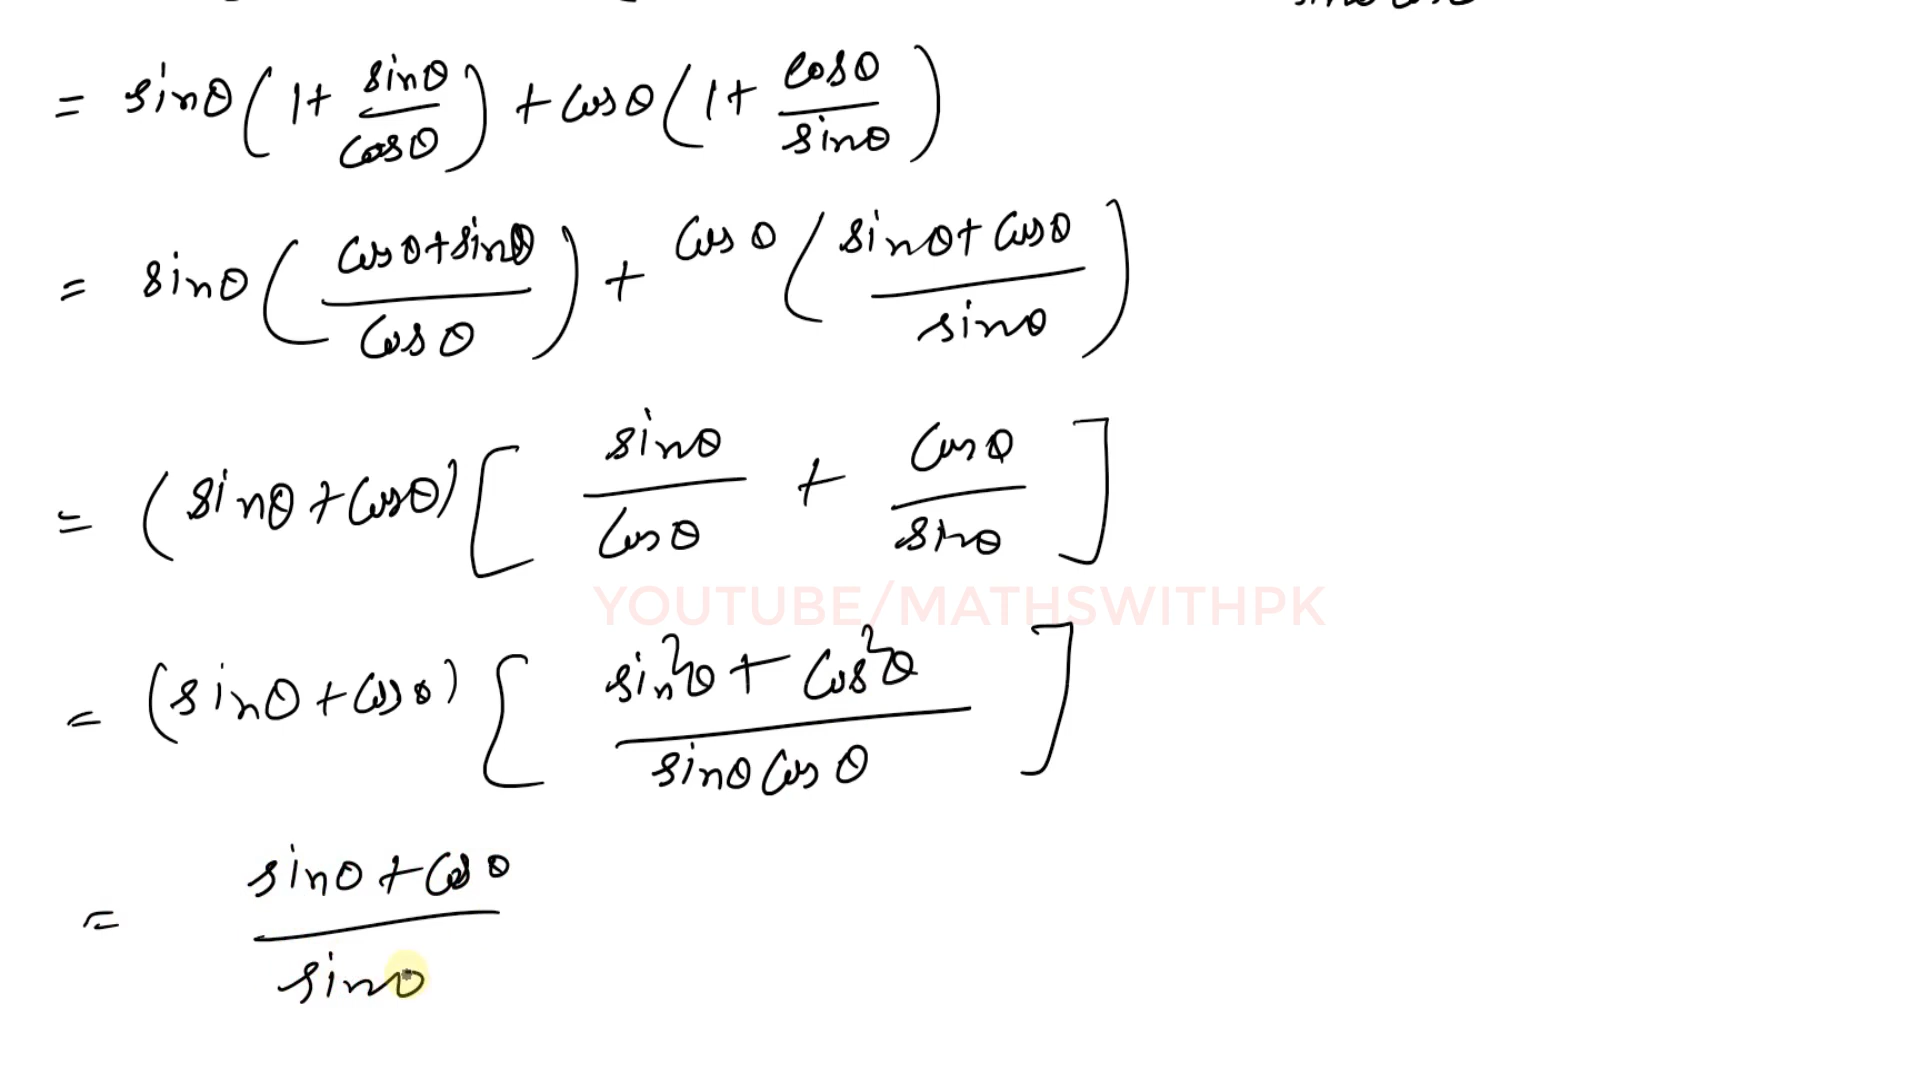 = sinθ(1+ sinθ/cosθ) + cosθ(1+ cosθ/sinθ)
= sinθ(cosθ+sinθ/cosθ) + cosθ(sinθ+cosθ/sinθ)
= (sinθ+cosθ)[sinθ/cosθ + cosθ/sinθ]
YOUTUBE/MATHSWITHPK
= (sinθ+cosθ)[sin²θ+cos²θ/sinθcosθ]
= sinθ+cosθ/sinθ